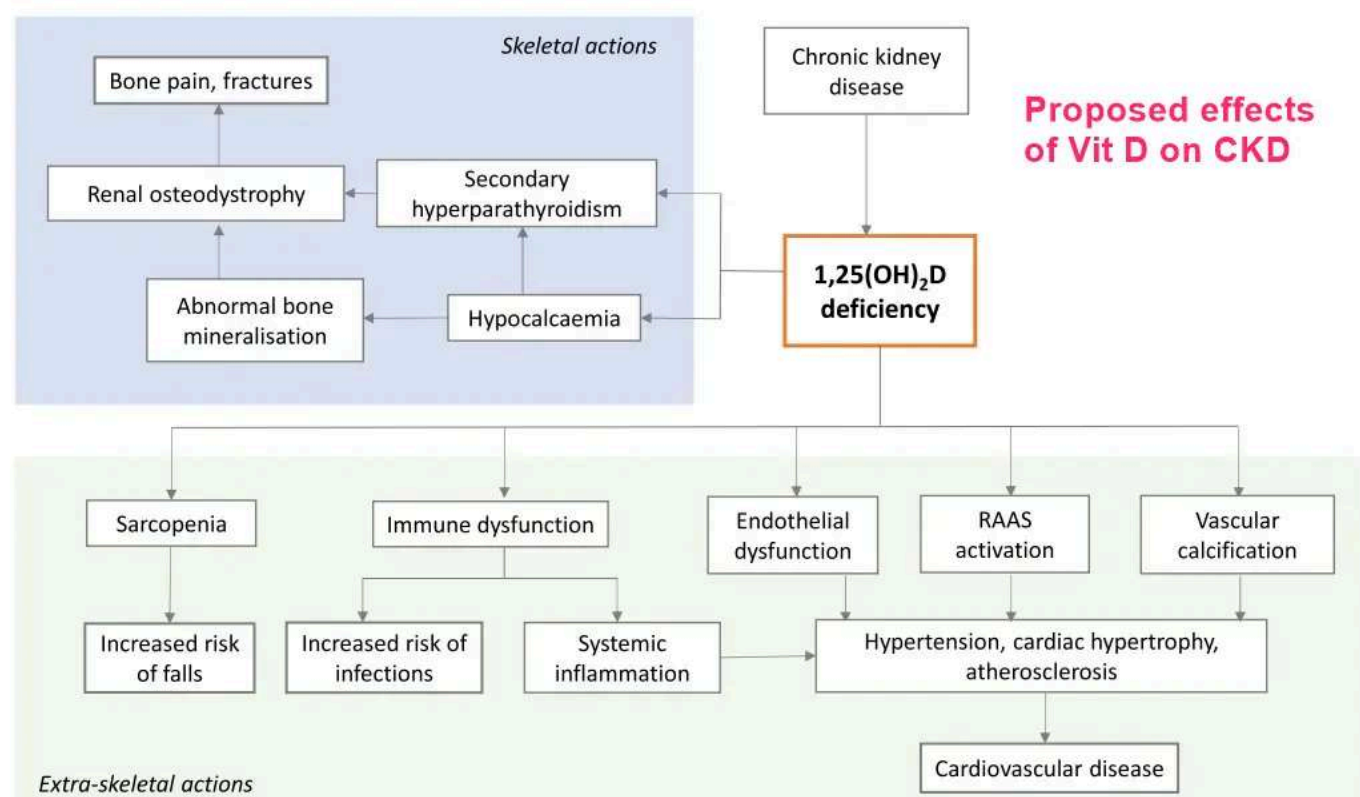 Skeletal actions
Chronic kidney
disease
Proposed effects
of Vit D on CKD
Bone pain, fractures
Renal osteodystrophy
Secondary
hyperparathyroidism
1,25(OH)₂D
deficiency
Abnormal bone
mineralisation
Hypocalcaemia
Sarcopenia
Immune dysfunction
Endothelial
dysfunction
RAAS
activation
Vascular
calcification
Increased risk
of falls
Increased risk of
infections
Systemic
inflammation
Hypertension, cardiac hypertrophy,
atherosclerosis
Cardiovascular disease
Extra-skeletal actions